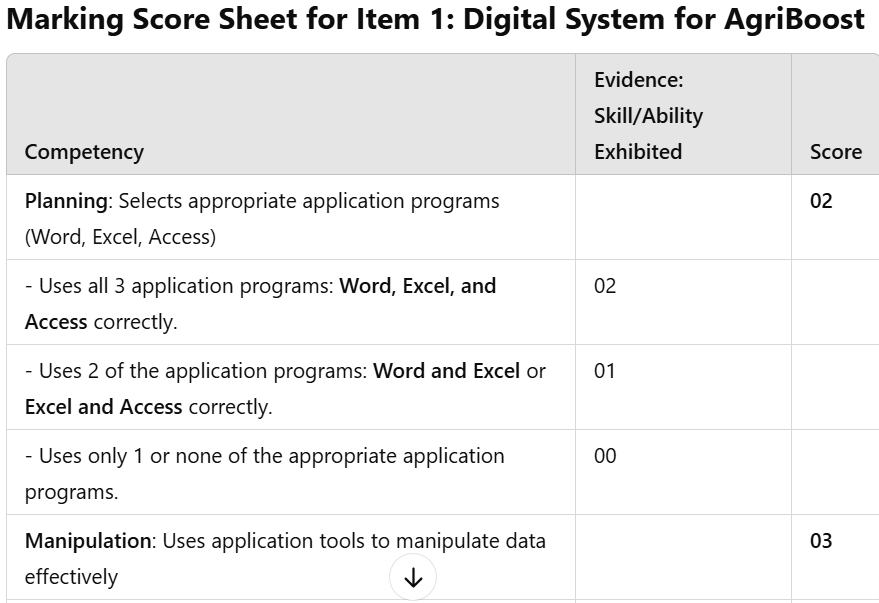 Marking Score Sheet for Item 1: Digital System for AgriBoost
Evidence:
Skill/Ability
Competency Exhibited Score
Planning: Selects appropriate application programs 02
(Word, Excel, Access)
- Uses all 3 application programs: Word, Excel, and 02
Access correctly.
- Uses 2 of the application programs: Word and Excel or 01
Excel and Access correctly.
- Uses only 1 or none of the appropriate application 00
programs.
Manipulation: Uses application tools to manipulate data 03
effectively